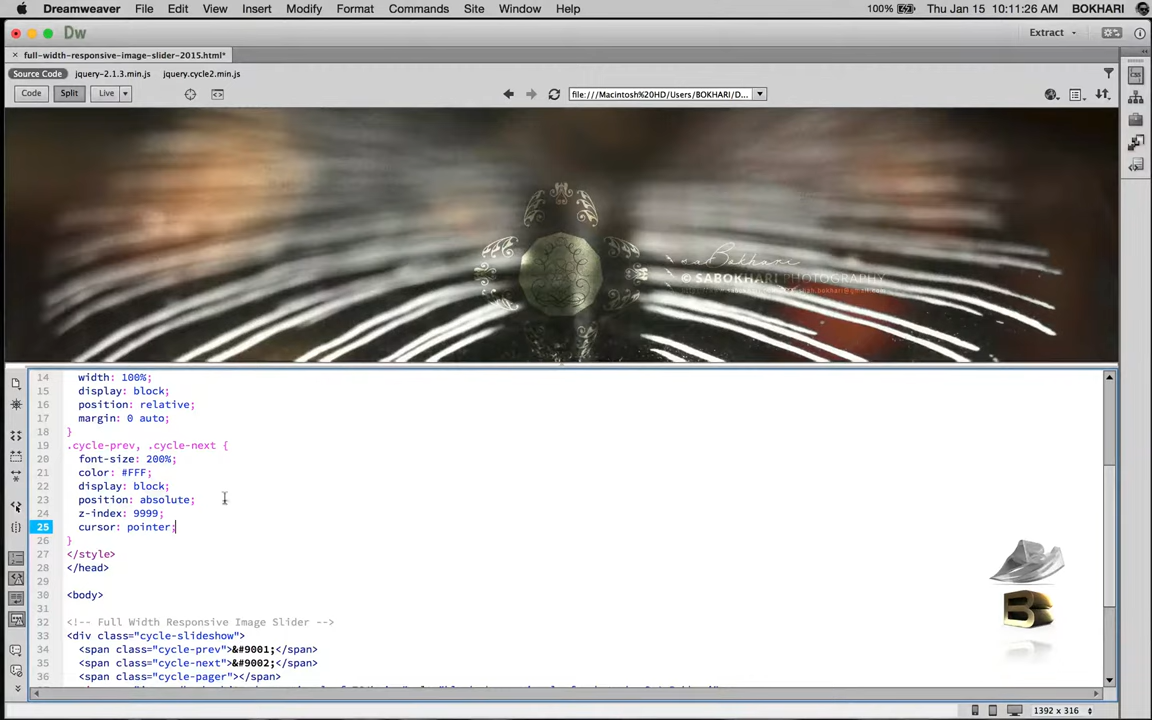 Dreamweaver File Edit View Insert Modify Format Commands Site Window Help 100% Thu Jan 15 10:11:26 AM BOKHARI
Dw Extract
× full-width-responsive-image-slider-2015.html*
Source Code jquery-2.1.3.min.js jquery.cycle2.min.js
Code Split Live file:///Macintosh%20HD/Users/BOKHARI/D...
© SABOKHARI PHOTOGRAPHY
14 width: 100%;
15 display: block;
16 position: relative;
17 margin: 0 auto;
18 }
19 .cycle-prev, .cycle-next {
20 font-size: 200%;
21 color: #FFF;
22 display: block;
23 position: absolute;
24 z-index: 9999;
25 cursor: pointer;
26 }
27 </style>
28 </head>
29
30 <body>
31
32 <!-- Full Width Responsive Image Slider -->
33 <div class="cycle-slideshow">
34 <span class="cycle-prev">&#9001;</span>
35 <span class="cycle-next">&#9002;</span>
36 <span class="cycle-pager"></span>
B
1392 x 316